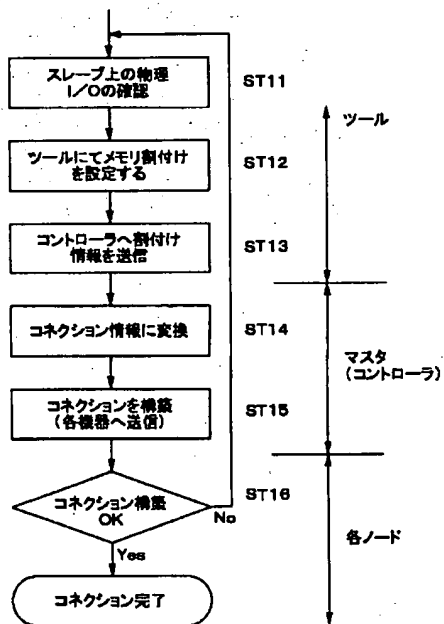 スレーブ上の物理
I/Oの確認
ST11
ツール
ツールにてメモリ割付け
を設定する
ST12
コントローラへ割付け
情報を送信
ST13
コネクション情報に変換
ST14
マスタ
(コントローラ)
コネクションを構築
(各機器へ送信)
ST15
コネクション構築
OK
ST16
No
Yes
各ノード
コネクション完了